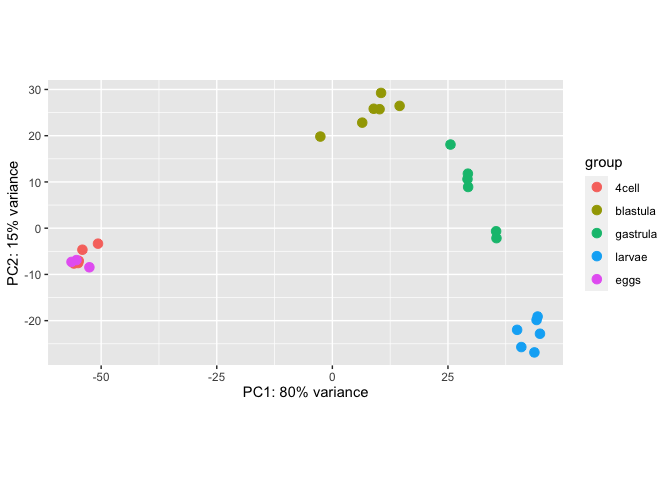 30
20
10
0
-10
-20
-50
-25
0
25
PC1: 80% variance
PC2: 15% variance
group
4cell
blastula
gastrula
larvae
eggs